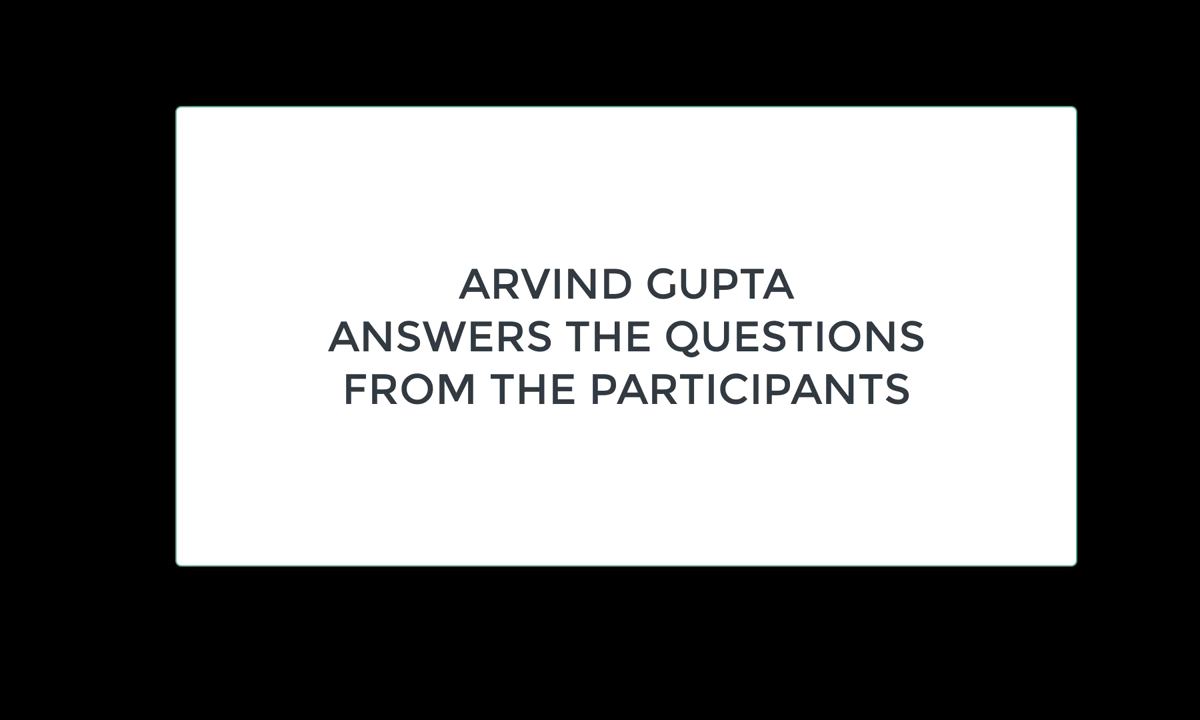 ARVIND GUPTA
ANSWERS THE QUESTIONS
FROM THE PARTICIPANTS